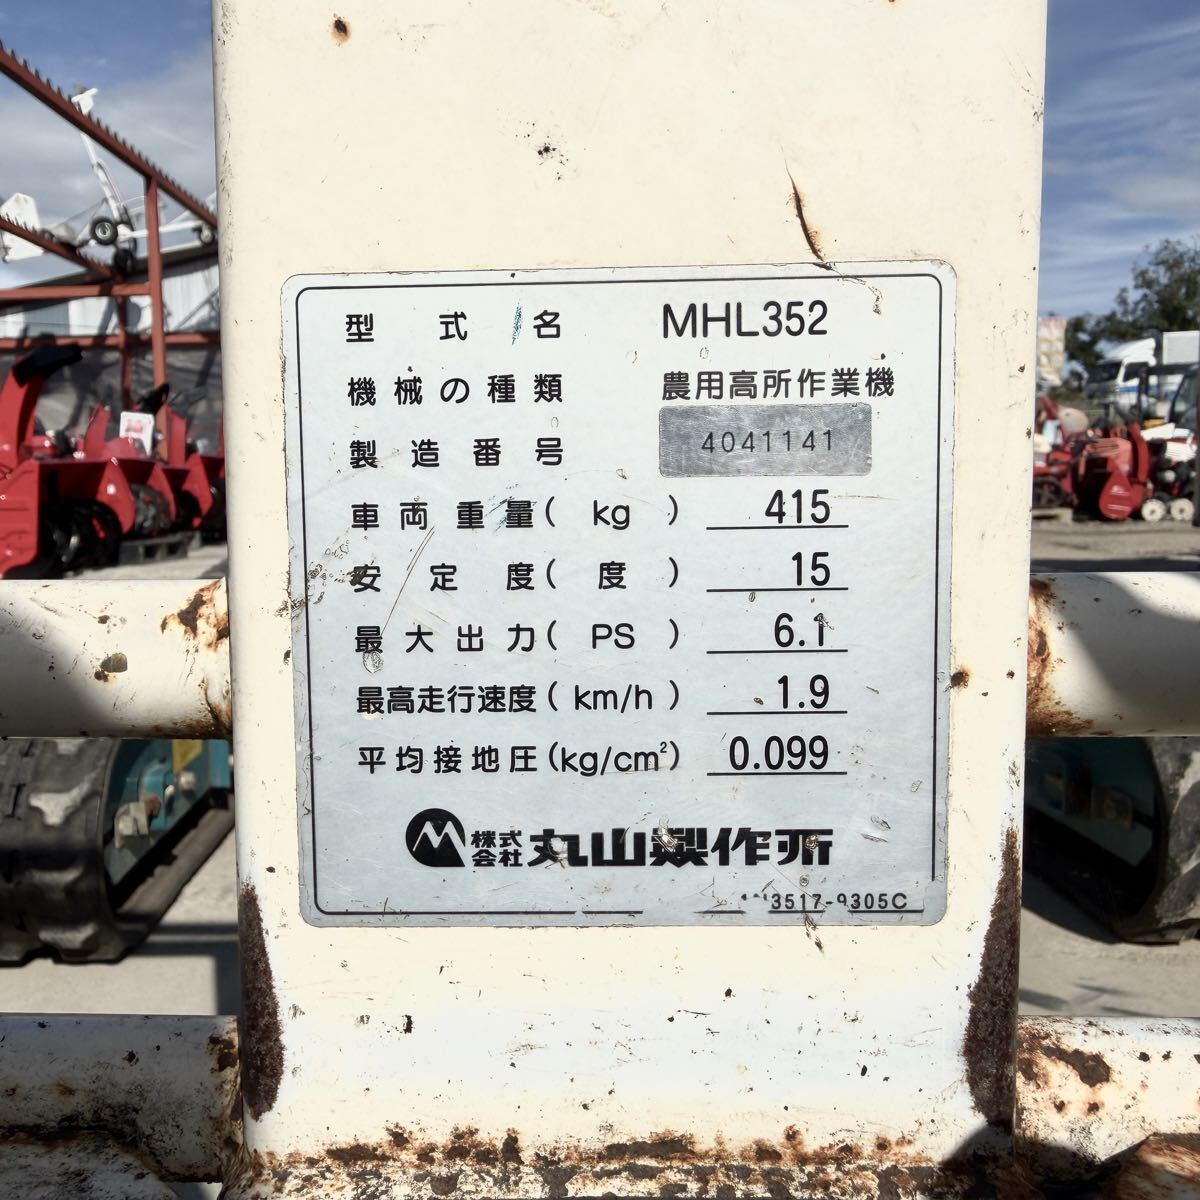 型式名 MHL352
機械の種類 農用高所作業機
製造番号 4041141
車両重量(kg) 415
安定度(度) 15
最大出力(PS) 6.1
最高走行速度(km/h) 1.9
平均接地圧(kg/cm²) 0.099
株式会社 丸山製作所